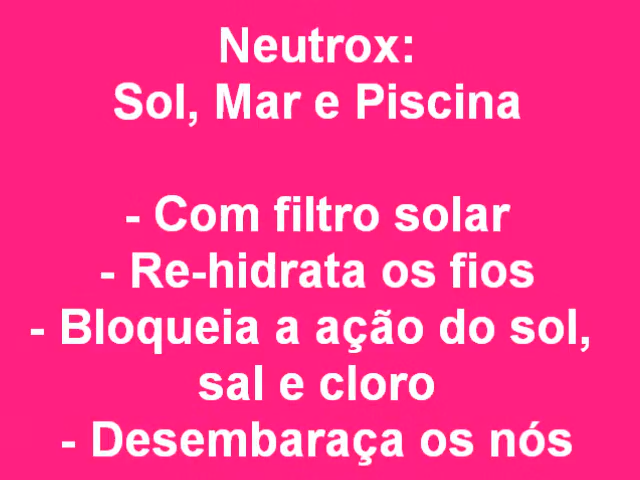 Neutrox:
Sol, Mar e Piscina
- Com filtro solar
- Re-hidrata os fios
- Bloqueia a ação do sol,
sal e cloro
- Desembaraça os nós